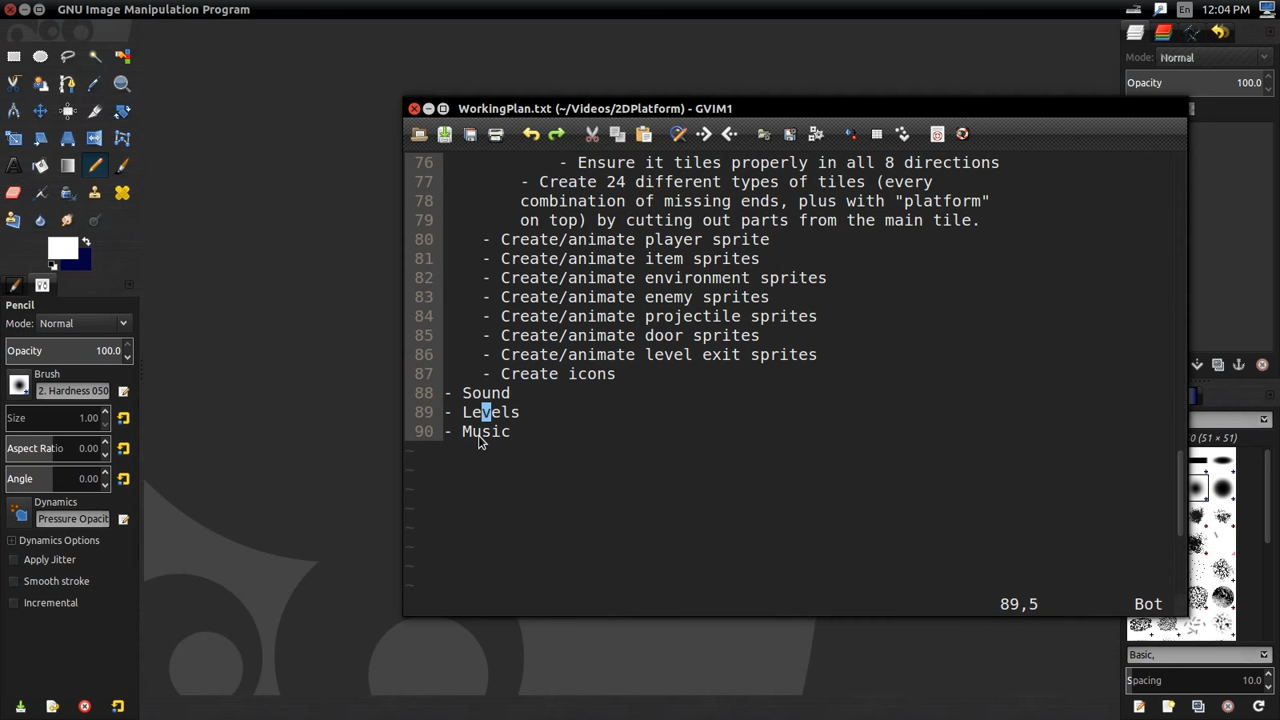 GNU Image Manipulation Program
En
12:04 PM
Mode: Normal
Opacity 100.0
WorkingPlan.txt (~/Videos/2DPlatform) - GVIM1
76 - Ensure it tiles properly in all 8 directions
77 - Create 24 different types of tiles (every
78 combination of missing ends, plus with "platform"
79 on top) by cutting out parts from the main tile.
80 - Create/animate player sprite
81 - Create/animate item sprites
82 - Create/animate environment sprites
83 - Create/animate enemy sprites
84 - Create/animate projectile sprites
85 - Create/animate door sprites
86 - Create/animate level exit sprites
87 - Create icons
88 - Sound
89 - Levels
90 - Music
~
~
~
~
~
~
~
~
89,5 Bot
Pencil
Mode: Normal
Opacity 100.0
Brush
2. Hardness 050
Size 1.00
Aspect Ratio 0.00
Angle 0.00
Dynamics
Pressure Opacit
Dynamics Options
Apply Jitter
Smooth stroke
Incremental
0 (51 × 51)
Basic,
Spacing 10.0